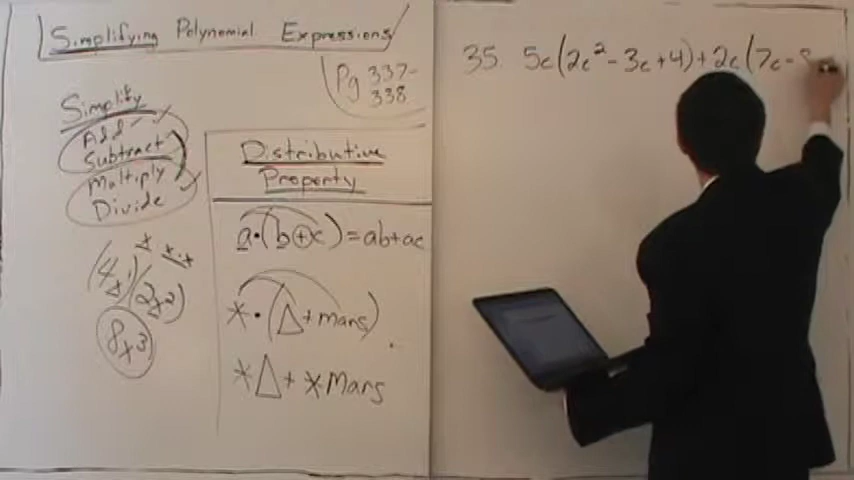 Simplifying Polynomial Expressions
Pg 337-
338
Simplify
Add
Subtract
Multiply
Divide
(4x¹)(2x²)
x x·x
8x³
Distributive
Property
a·(b+c)=ab+ac
*·(△+mars)
*△+*Mars
35. 5c(2c²-3c+4)+2c(7c-